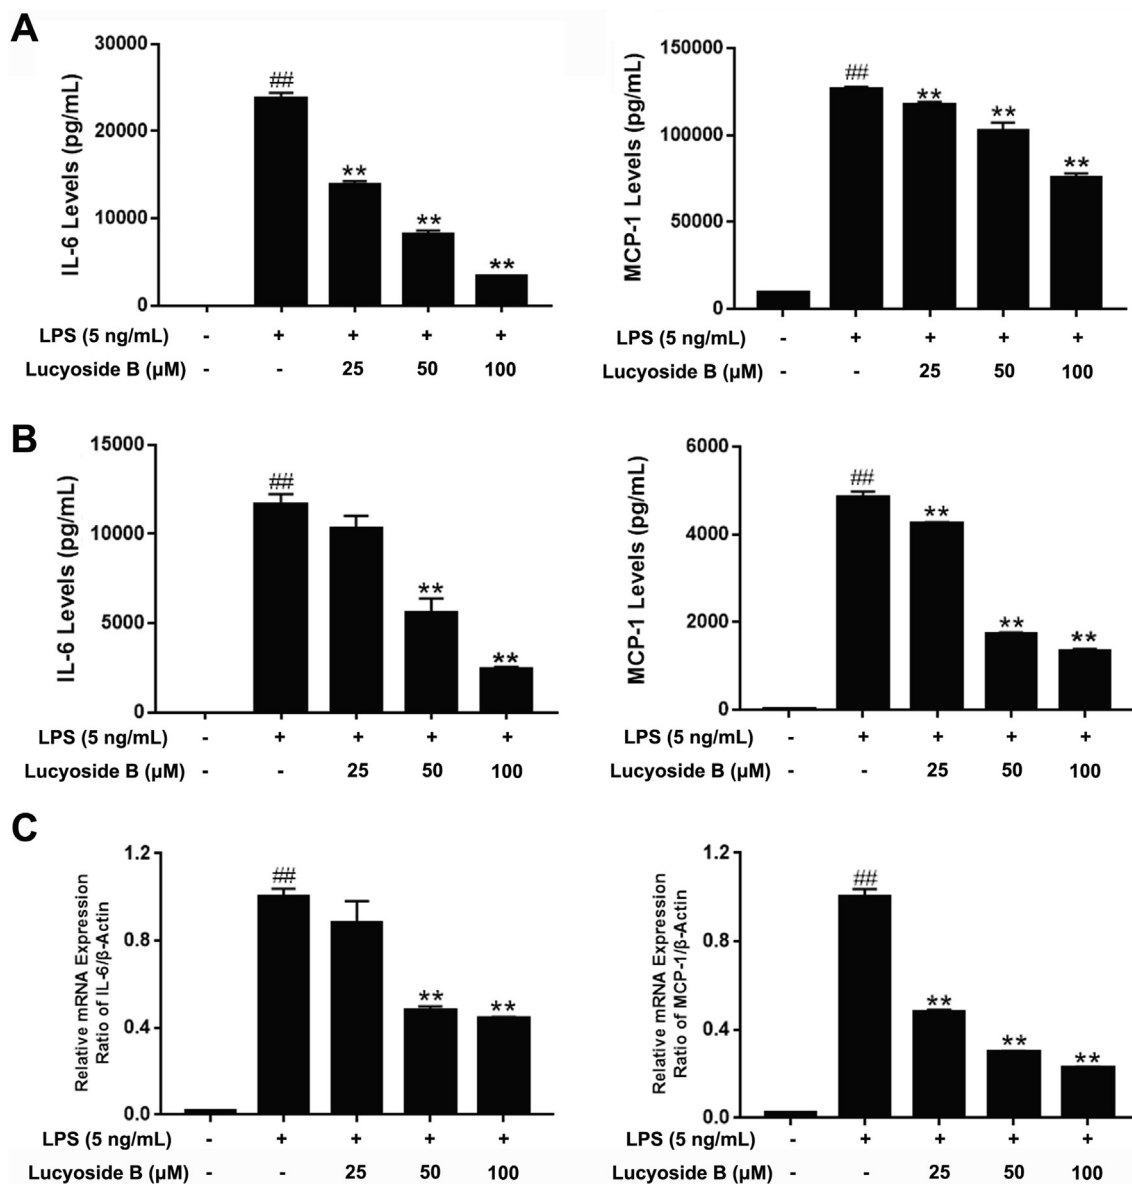 A
IL-6 Levels (pg/mL)
30000
20000
10000
0
##
**
**
**
LPS (5 ng/mL) - + + + +
Lucyoside B (µM) - - 25 50 100
MCP-1 Levels (pg/mL)
150000
100000
50000
0
##
**
**
**
LPS (5 ng/mL) - + + + +
Lucyoside B (µM) - - 25 50 100
B
IL-6 Levels (pg/mL)
15000
10000
5000
0
##
**
**
LPS (5 ng/mL) - + + + +
Lucyoside B (µM) - - 25 50 100
MCP-1 Levels (pg/mL)
6000
4000
2000
0
##
**
**
**
LPS (5 ng/mL) - + + + +
Lucyoside B (µM) - - 25 50 100
C
Relative mRNA Expression
Ratio of IL-6/β-Actin
1.2
0.8
0.4
0.0
##
**
**
LPS (5 ng/mL) - + + + +
Lucyoside B (µM) - - 25 50 100
Relative mRNA Expression
Ratio of MCP-1/β-Actin
1.2
0.8
0.4
0.0
##
**
**
**
LPS (5 ng/mL) - + + + +
Lucyoside B (µM) - - 25 50 100